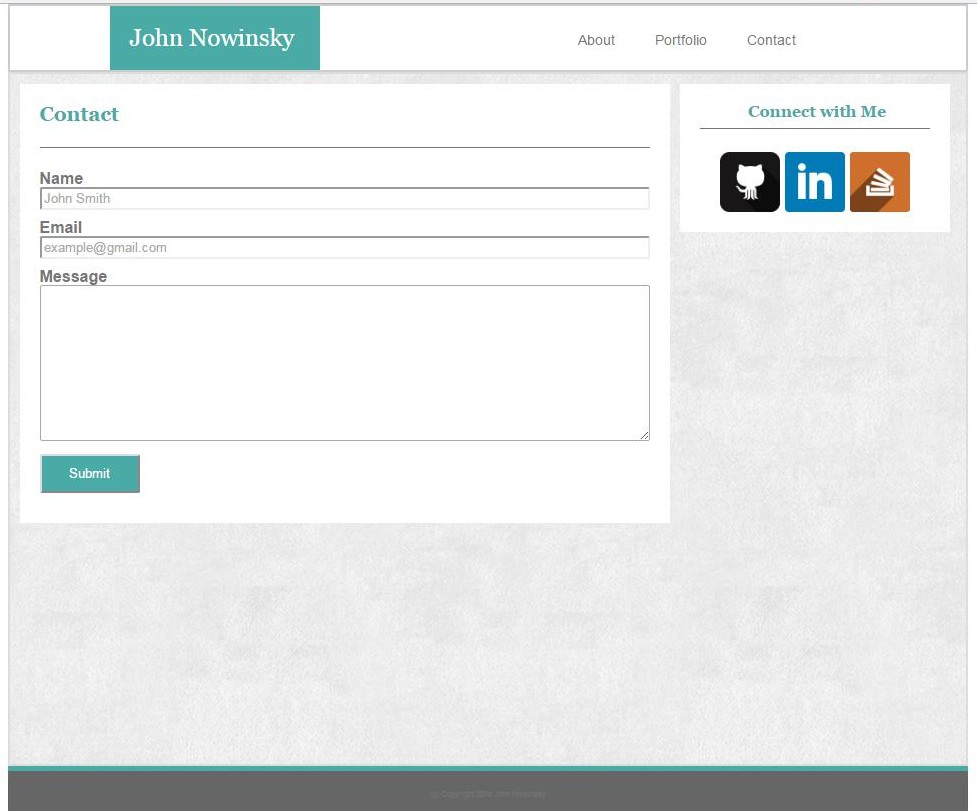 John Nowinsky
About
Portfolio
Contact
Contact
Name
John Smith
Email
example@gmail.com
Message
Submit
Connect with Me
in